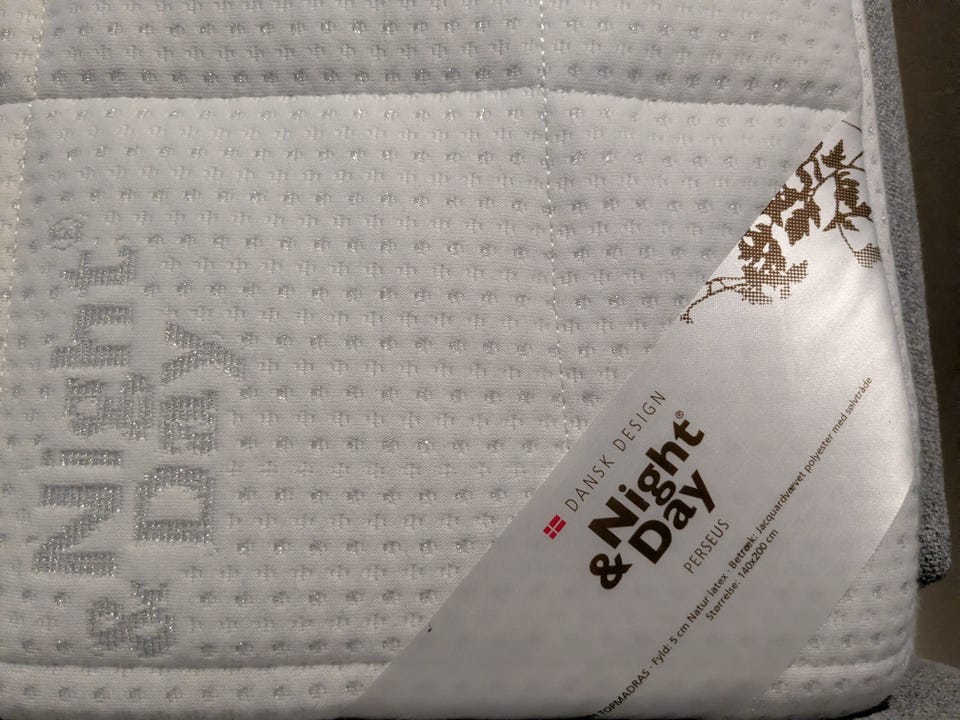 Night®
& Day
DANSK DESIGN
Night®
& Day
PERSEUS
TOPMADRAS · Fyld: 5 cm Natur latex · Betræk: Jacquardvævet polyester med sølvtråde
Størrelse: 140x200 cm